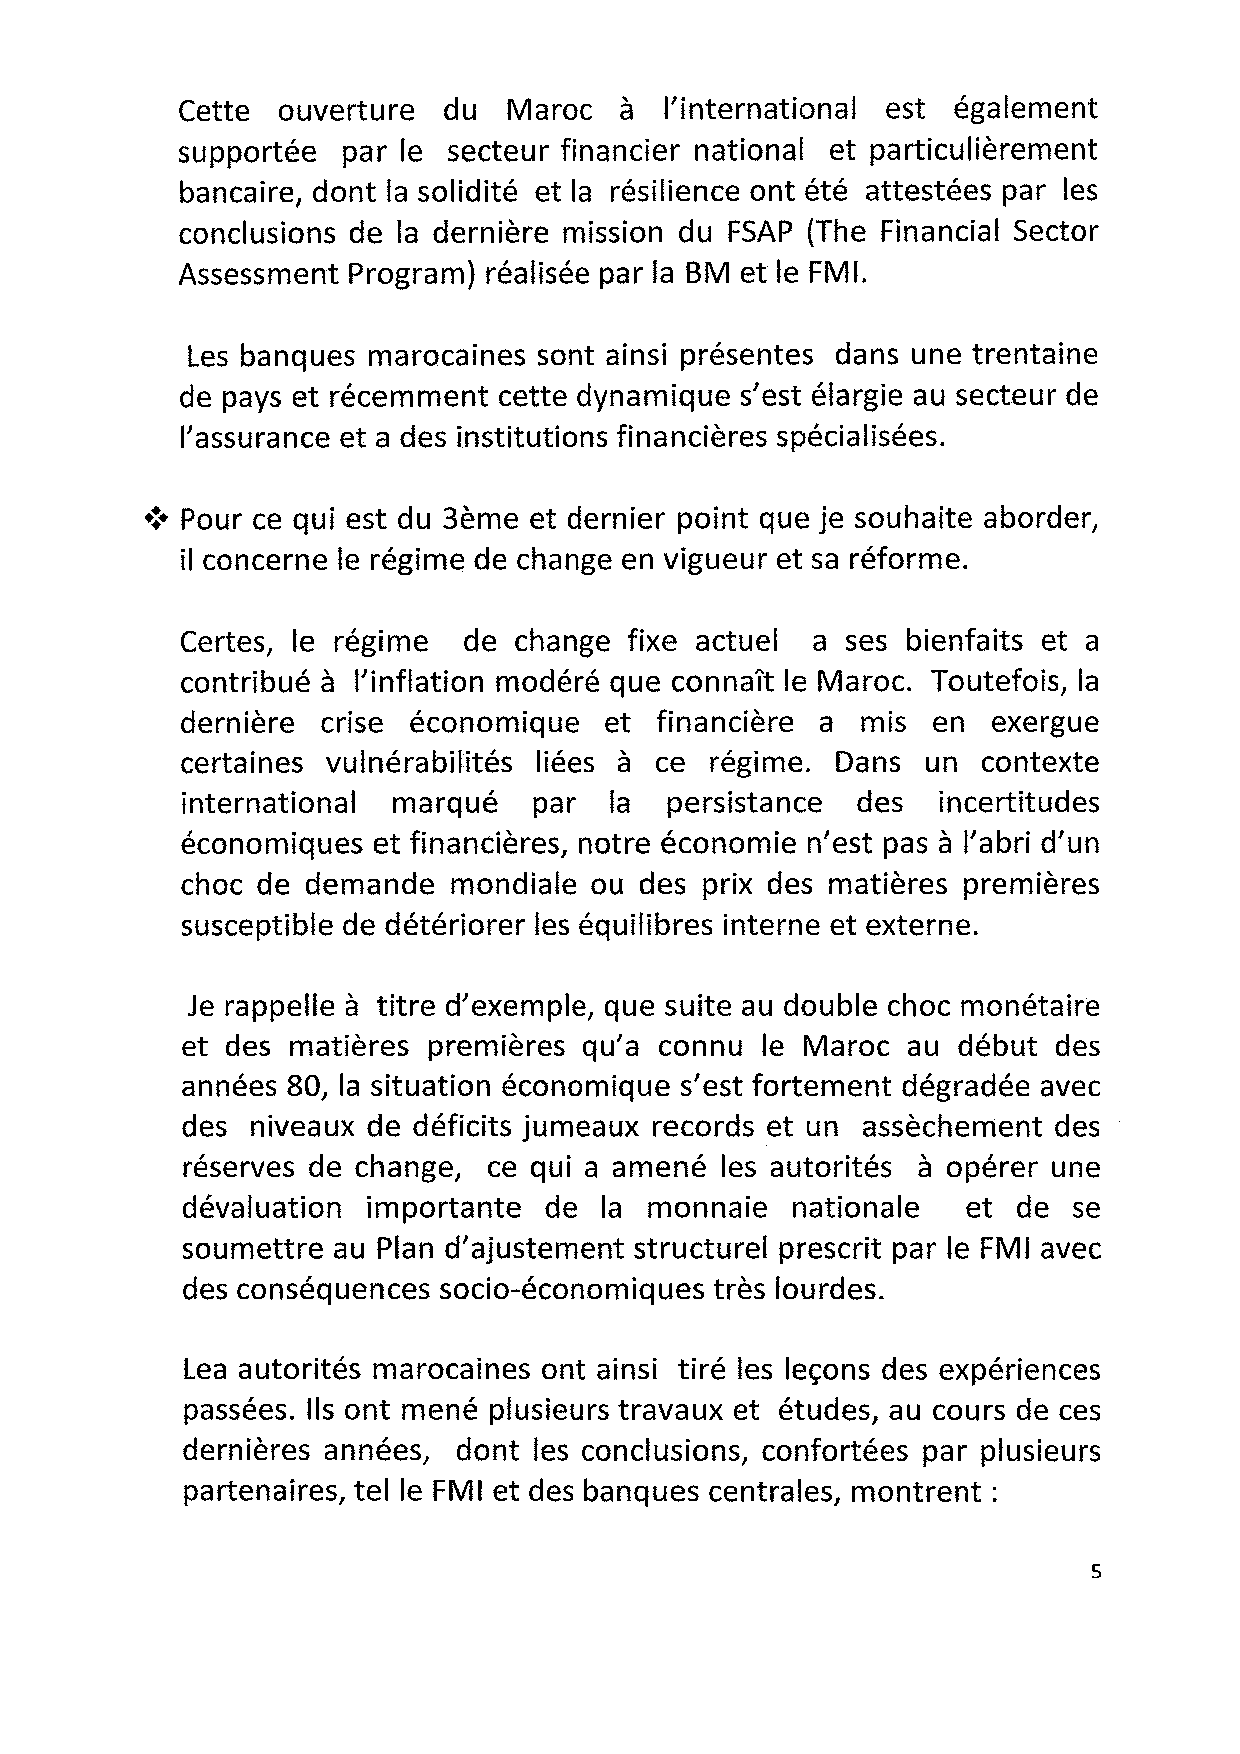 Cette ouverture du Maroc à l'international est également
supportée par le secteur financier national et particulièrement
bancaire, dont la solidité et la résilience ont été attestées par les
conclusions de la dernière mission du FSAP (The Financial Sector
Assessment Program) réalisée par la BM et le FMI.
Les banques marocaines sont ainsi présentes dans une trentaine
de pays et récemment cette dynamique s'est élargie au secteur de
l'assurance et a des institutions financières spécialisées.
❖ Pour ce qui est du 3ème et dernier point que je souhaite aborder,
il concerne le régime de change en vigueur et sa réforme.
Certes, le régime de change fixe actuel a ses bienfaits et a
contribué à l'inflation modéré que connaît le Maroc. Toutefois, la
dernière crise économique et financière a mis en exergue
certaines vulnérabilités liées à ce régime. Dans un contexte
international marqué par la persistance des incertitudes
économiques et financières, notre économie n'est pas à l'abri d'un
choc de demande mondiale ou des prix des matières premières
susceptible de détériorer les équilibres interne et externe.
Je rappelle à titre d'exemple, que suite au double choc monétaire
et des matières premières qu'a connu le Maroc au début des
années 80, la situation économique s'est fortement dégradée avec
des niveaux de déficits jumeaux records et un assèchement des
réserves de change, ce qui a amené les autorités à opérer une
dévaluation importante de la monnaie nationale et de se
soumettre au Plan d'ajustement structurel prescrit par le FMI avec
des conséquences socio-économiques très lourdes.
Lea autorités marocaines ont ainsi tiré les leçons des expériences
passées. Ils ont mené plusieurs travaux et études, au cours de ces
dernières années, dont les conclusions, confortées par plusieurs
partenaires, tel le FMI et des banques centrales, montrent :
5